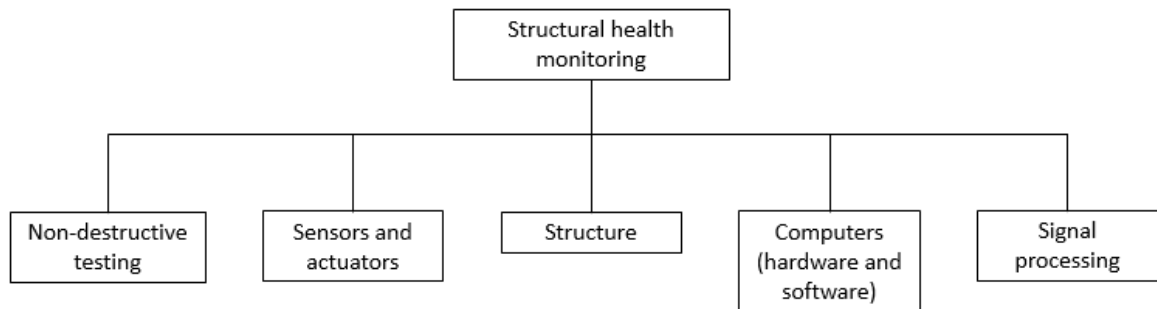 Structural health
monitoring
Non-destructive
testing
Sensors and
actuators
Structure
Computers
(hardware and
software)
Signal
processing